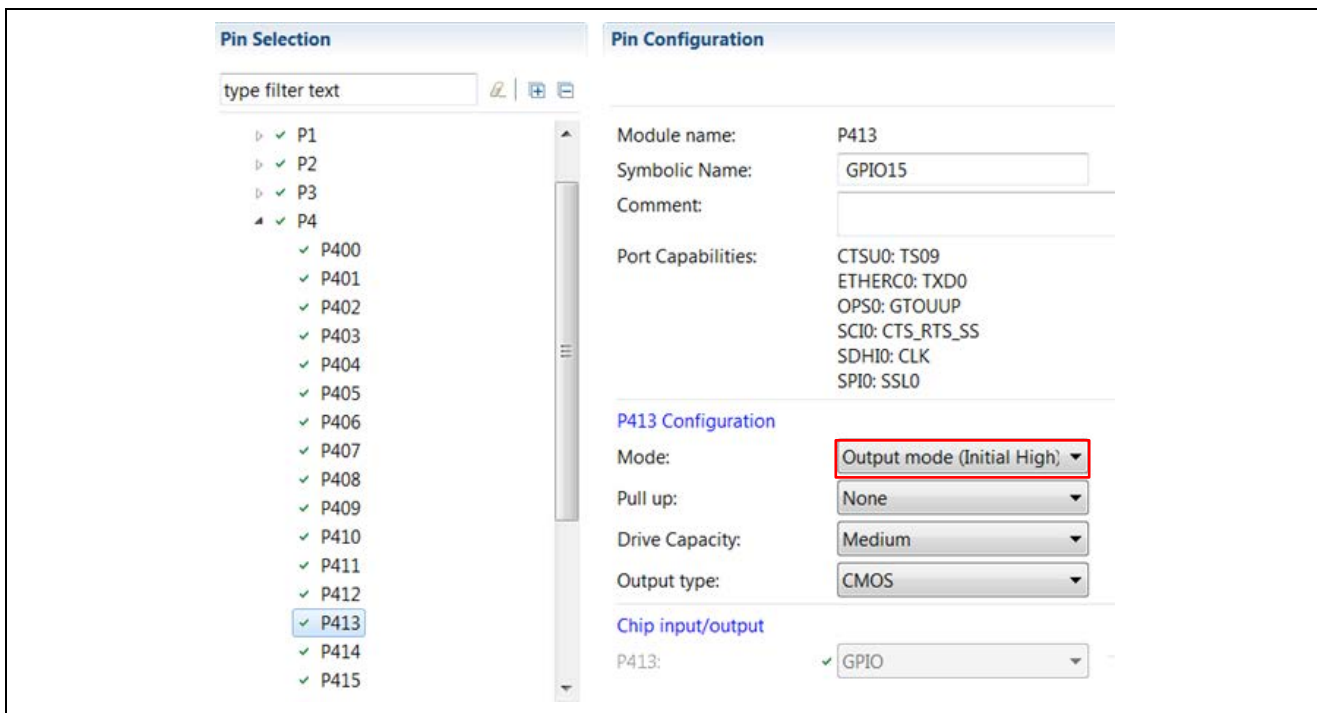 Pin Selection
type filter text
P1
P2
P3
P4
P400
P401
P402
P403
P404
P405
P406
P407
P408
P409
P410
P411
P412
P413
P414
P415
Pin Configuration
Module name: P413
Symbolic Name: GPIO15
Comment:
Port Capabilities: CTSU0: TS09
ETHERC0: TXD0
OPS0: GTOUUP
SCI0: CTS_RTS_SS
SDHI0: CLK
SPI0: SSL0
P413 Configuration
Mode: Output mode (Initial High)
Pull up: None
Drive Capacity: Medium
Output type: CMOS
Chip input/output
P413: GPIO